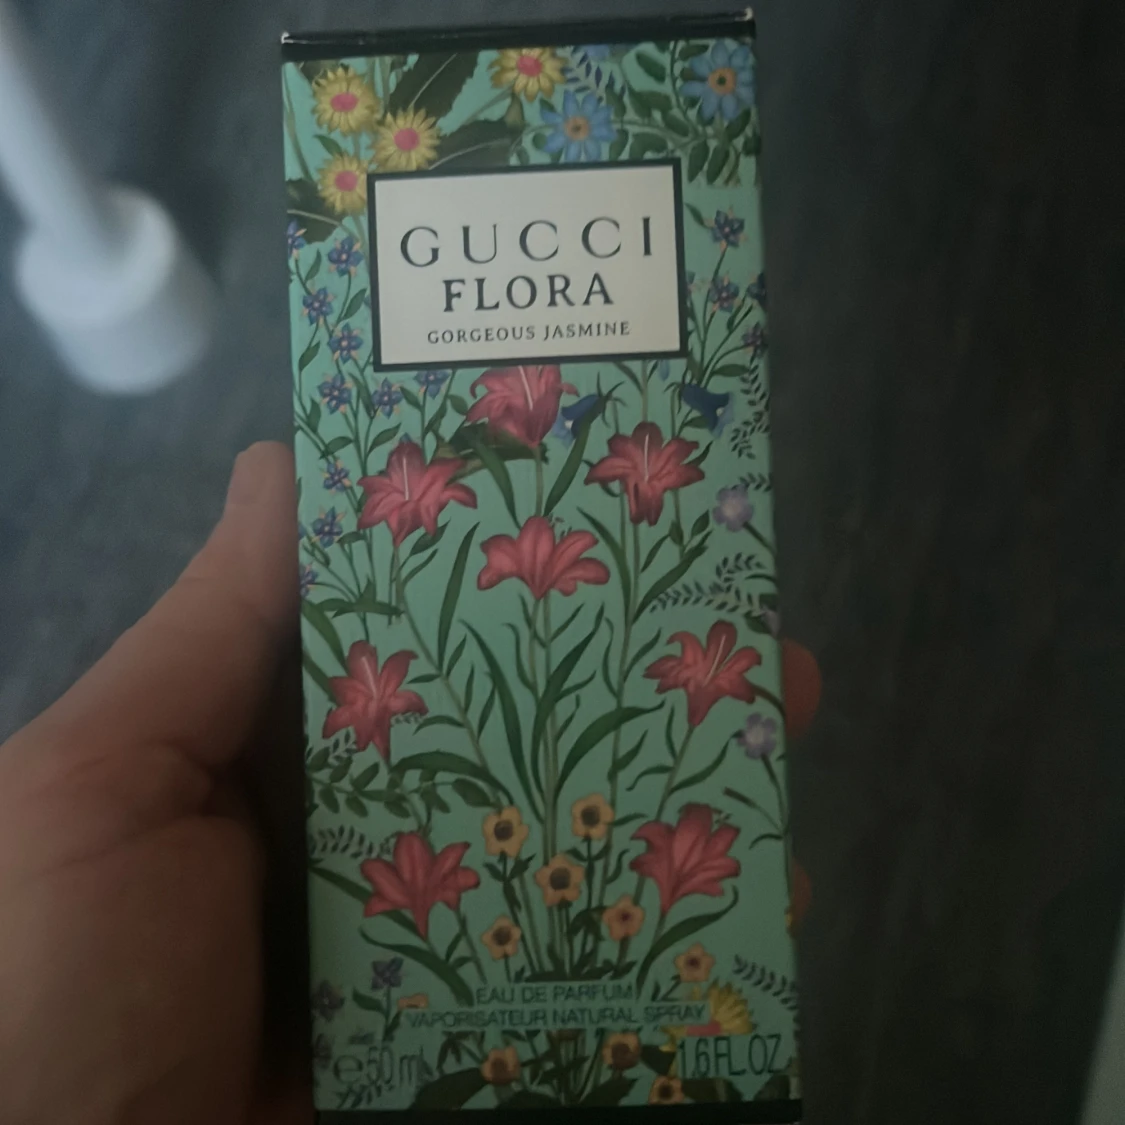 GUCCI
FLORA
GORGEOUS JASMINE
EAU DE PARFUM
VAPORISATEUR NATURAL SPRAY
℮50 ml
1.6 FL.OZ